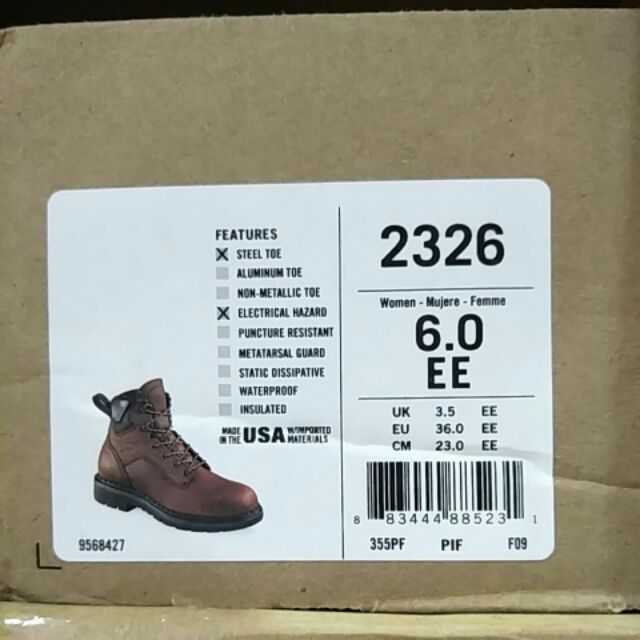 FEATURES
STEEL TOE
ALUMINUM TOE
NON-METALLIC TOE
ELECTRICAL HAZARD
PUNCTURE RESISTANT
METATARSAL GUARD
STATIC DISSIPATIVE
WATERPROOF
INSULATED
MADE IN THE USA W/IMPORTED MATERIALS
9568427
2326
Women - Mujere - Femme
6.0
EE
UK 3.5 EE
EU 36.0 EE
CM 23.0 EE
8 83444 88523 1
355PF PIF F09